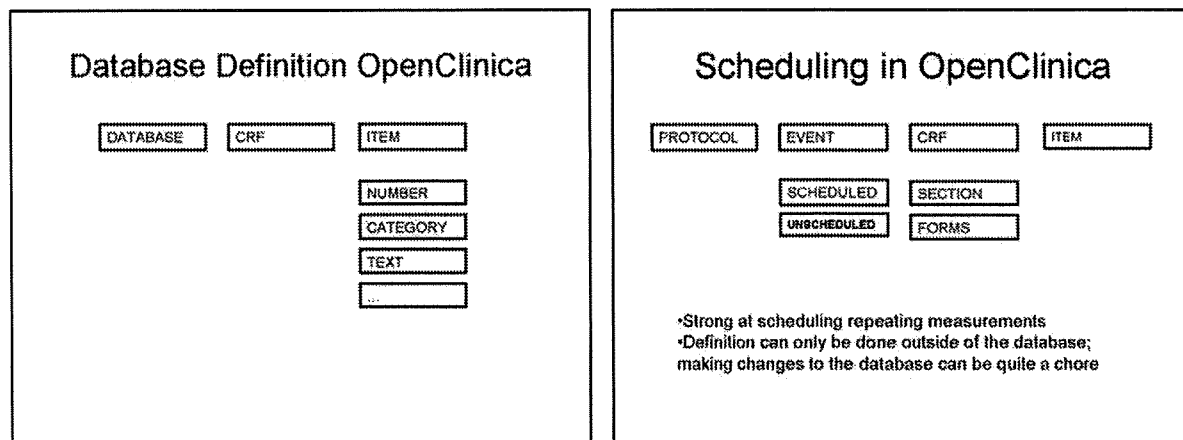 Database Definition OpenClinica
DATABASE CRF ITEM
NUMBER
CATEGORY
TEXT
...
Scheduling in OpenClinica
PROTOCOL EVENT CRF ITEM
SCHEDULED SECTION
UNSCHEDULED FORMS
•Strong at scheduling repeating measurements
•Definition can only be done outside of the database;
making changes to the database can be quite a chore